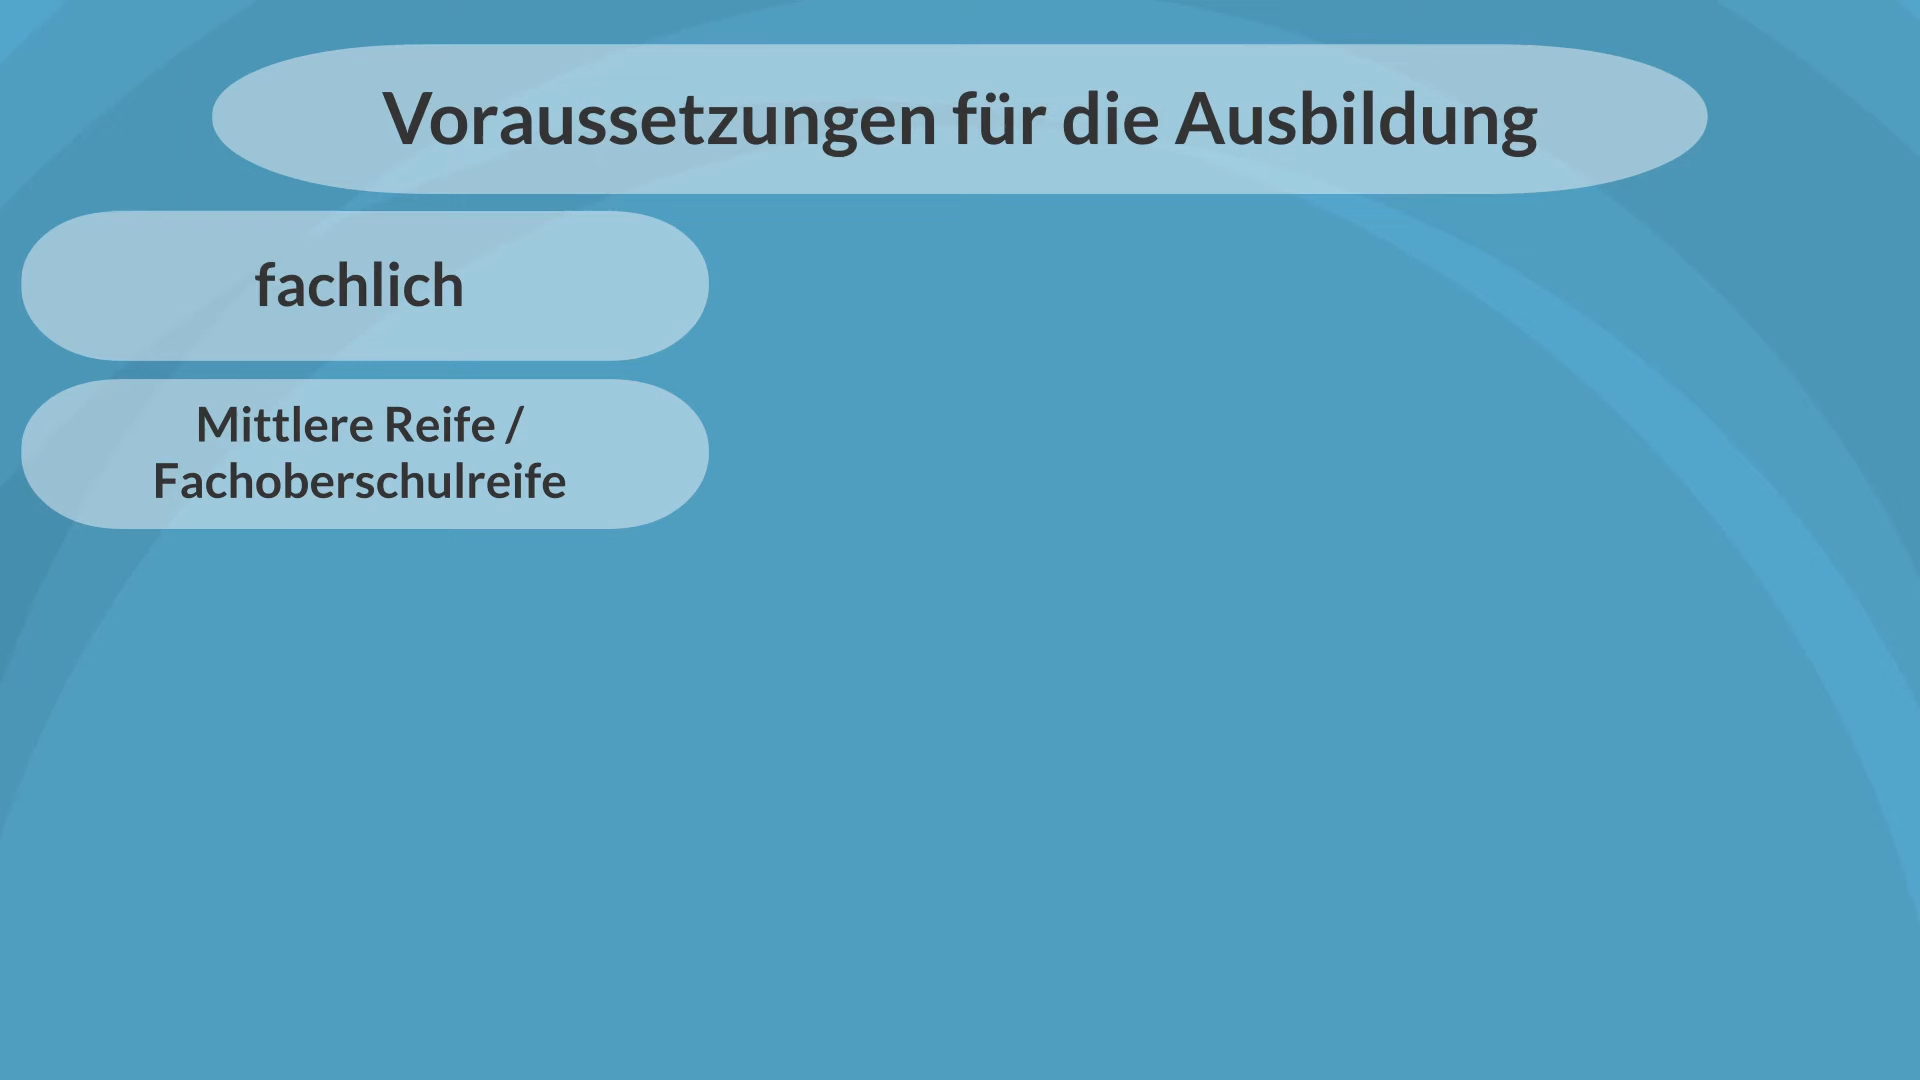 Voraussetzungen für die Ausbildung
fachlich
Mittlere Reife /
Fachoberschulreife